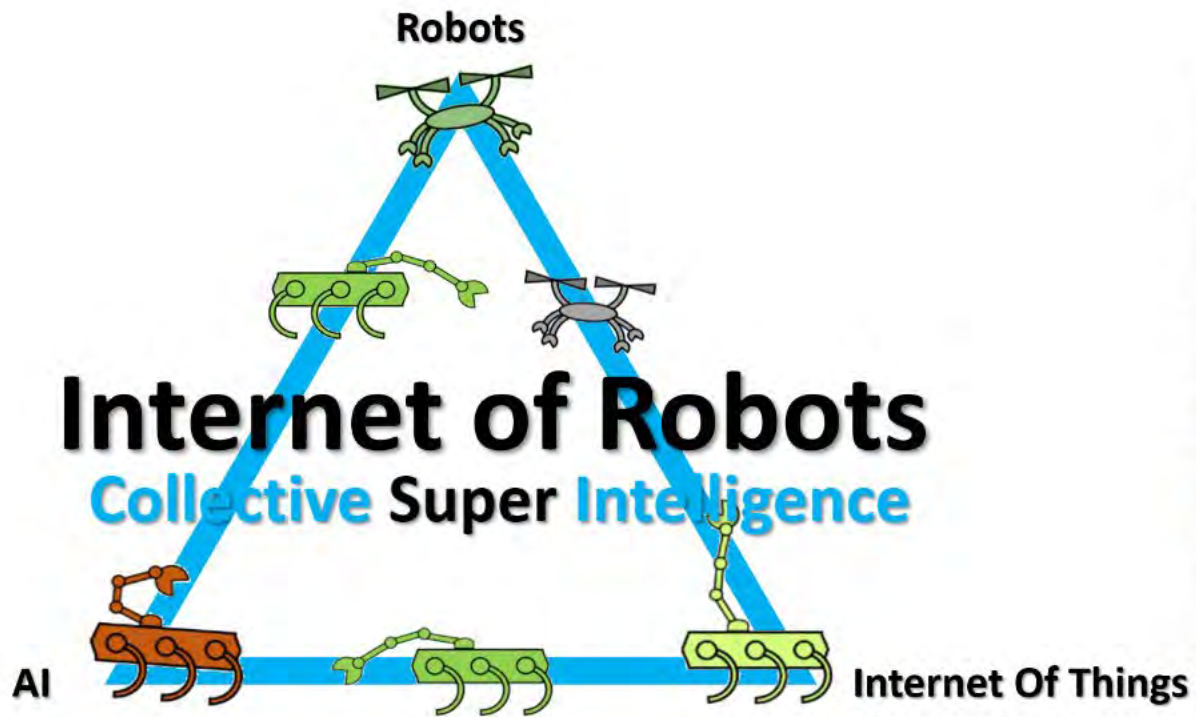 Robots
Internet of Robots
Collective Super Intelligence
AI
Internet Of Things